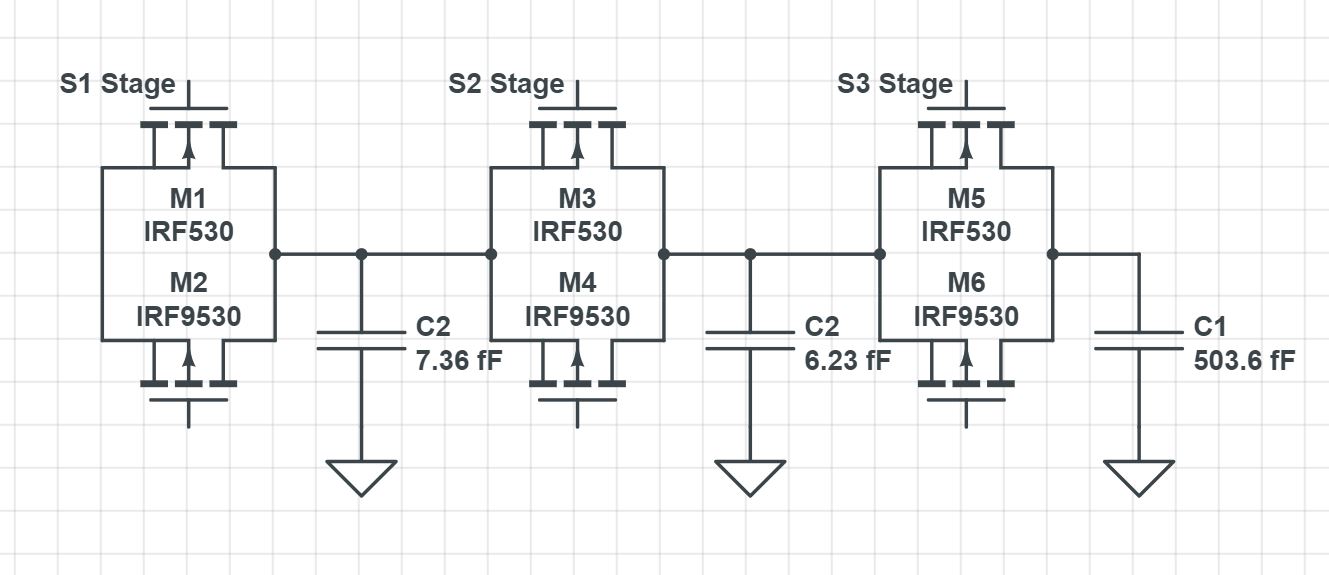 S1 Stage
S2 Stage
S3 Stage
M1
IRF530
M3
IRF530
M5
IRF530
M2
IRF9530
M4
IRF9530
M6
IRF9530
C2
7.36 fF
C2
6.23 fF
C1
503.6 fF